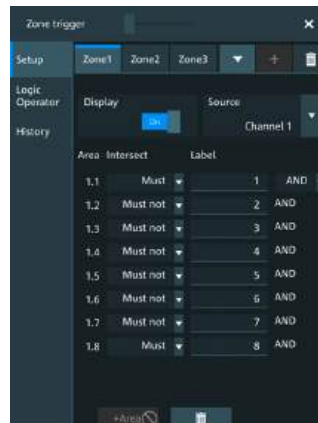 Zone trigger
Setup Zone1 Zone2 Zone3
Logic
Operator
History
Display Source
On
Channel 1
Area Intersect Label
1.1 Must 1 AND
1.2 Must not 2 AND
1.3 Must not 3 AND
1.4 Must not 4 AND
1.5 Must not 5 AND
1.6 Must not 6 AND
1.7 Must not 7 AND
1.8 Must 8 AND
+Area